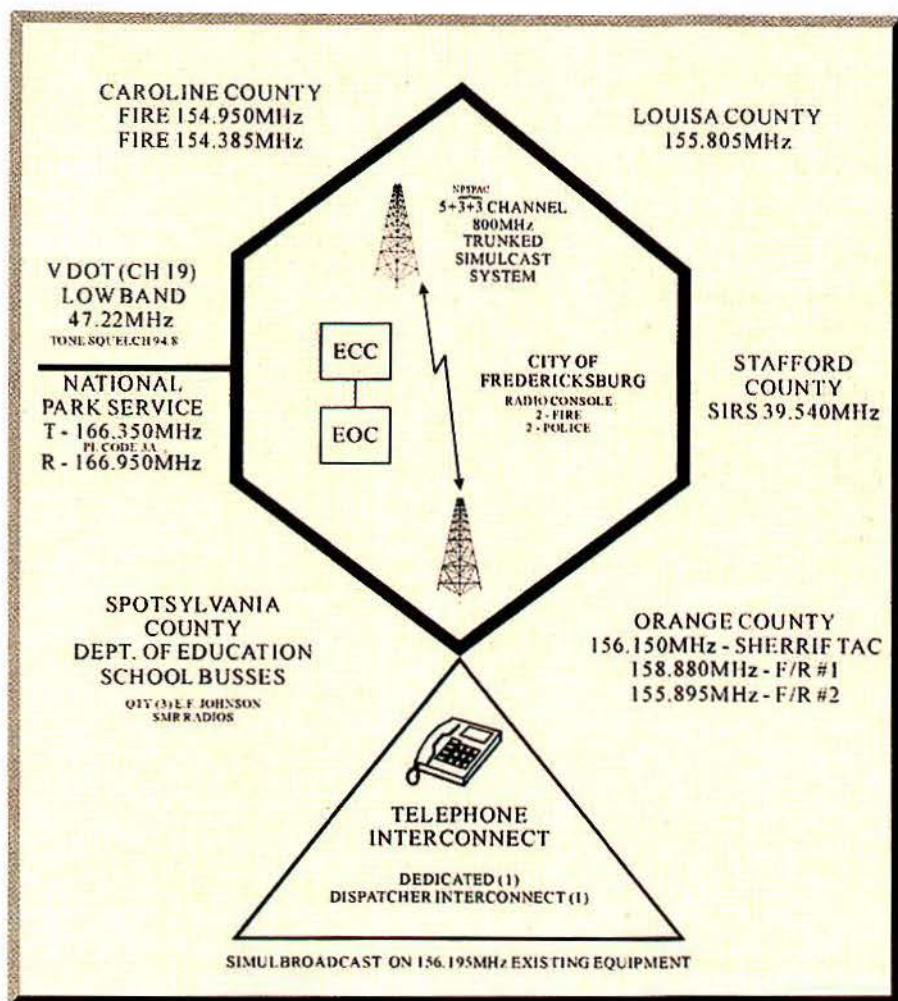 CAROLINE COUNTY
FIRE 154.950MHz
FIRE 154.385MHz
LOUISA COUNTY
155.805MHz
NPSPAC
5+3+3 CHANNEL
800MHz
TRUNKED
SIMULCAST
SYSTEM
VDOT (CH 19)
LOW BAND
47.22MHz
TONE SQUELCH 94.8
NATIONAL
PARK SERVICE
T - 166.350MHz
PL CODE 3A
R - 166.950MHz
ECC
EOC
CITY OF
FREDERICKSBURG
RADIO CONSOLE
2 - FIRE
2 - POLICE
STAFFORD
COUNTY
SIRS 39.540MHz
SPOTSYLVANIA
COUNTY
DEPT. OF EDUCATION
SCHOOL BUSSES
QTY (3) E.F. JOHNSON
SMR RADIOS
ORANGE COUNTY
156.150MHz - SHERRIF TAC
158.880MHz - F/R #1
155.895MHz - F/R #2
TELEPHONE
INTERCONNECT
DEDICATED (1)
DISPATCHER INTERCONNECT (1)
SIMULBROADCAST ON 156.195MHz EXISTING EQUIPMENT